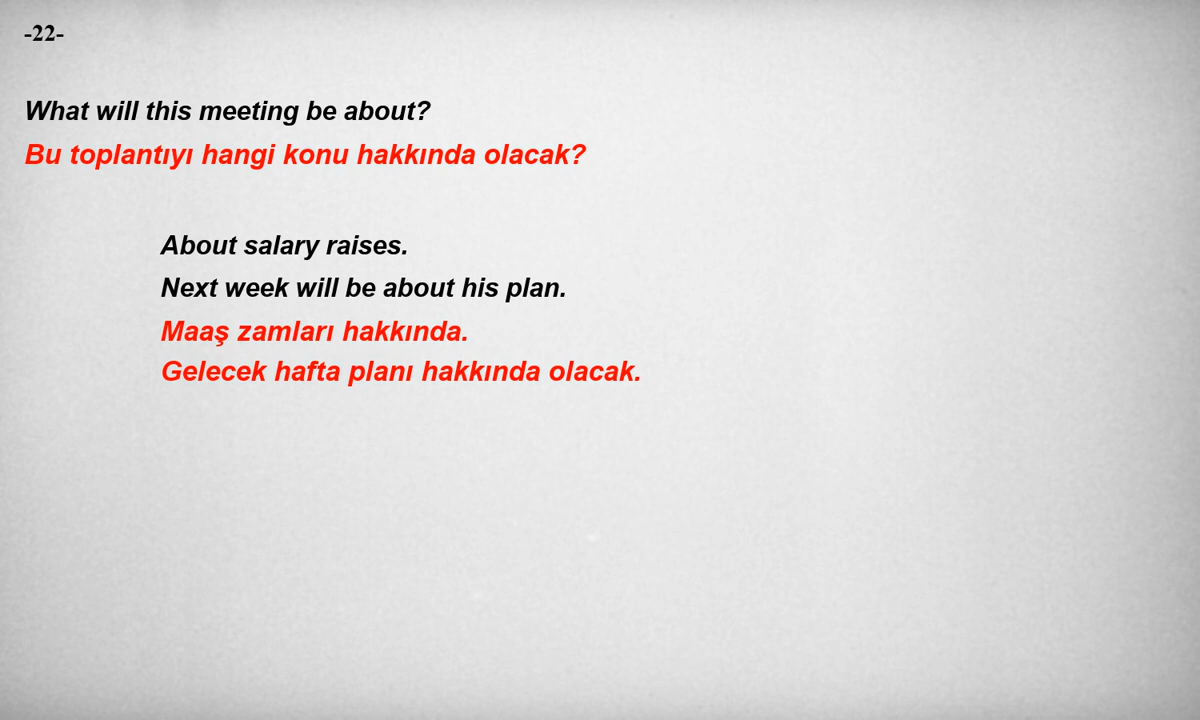 -22-
What will this meeting be about?
Bu toplantıyı hangi konu hakkında olacak?
About salary raises.
Next week will be about his plan.
Maaş zamları hakkında.
Gelecek hafta planı hakkında olacak.